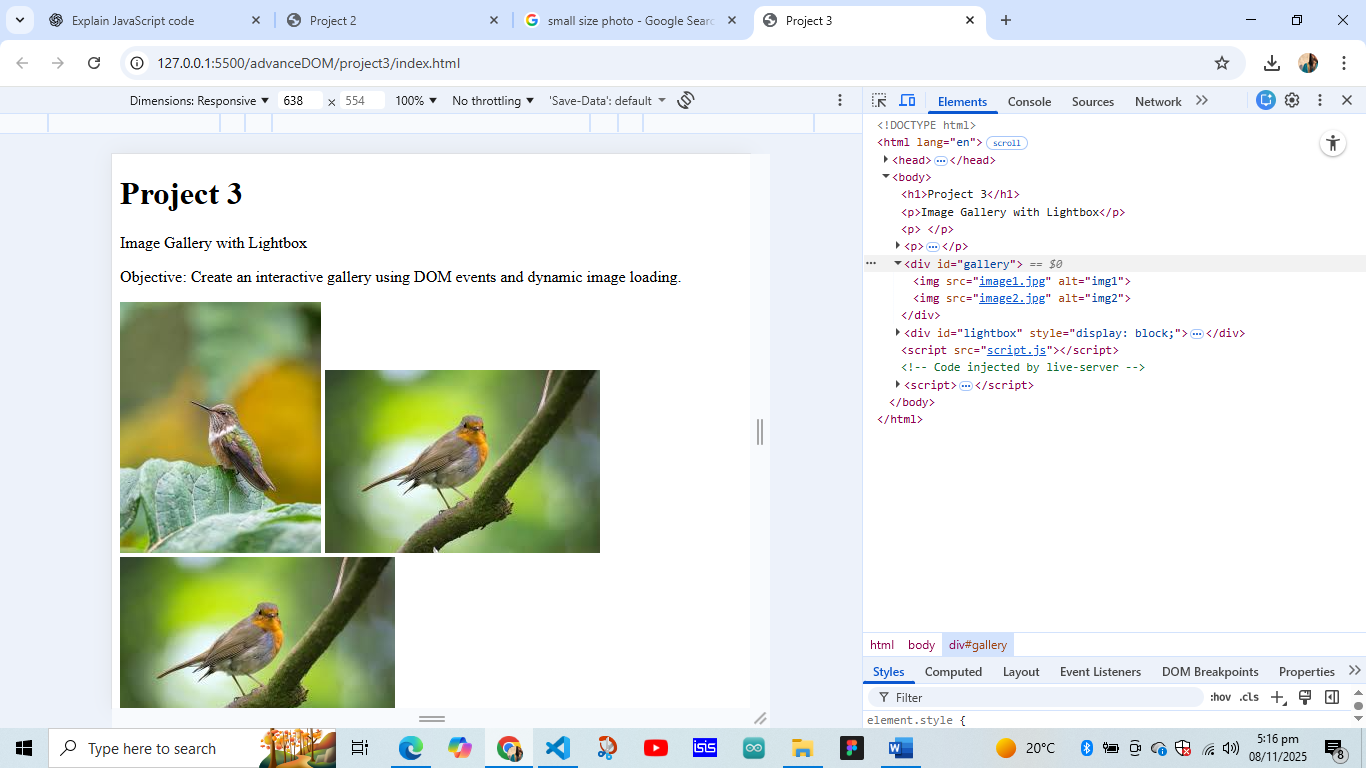 Explain JavaScript code
Project 2
small size photo - Google Searc
Project 3
127.0.0.1:5500/advanceDOM/project3/index.html
Dimensions: Responsive
638
×
554
100%
No throttling
'Save-Data': default
Elements
Console
Sources
Network
Project 3
Image Gallery with Lightbox
Objective: Create an interactive gallery using DOM events and dynamic image loading.
<!DOCTYPE html>
<html lang="en"> scroll
<head> ••• </head>
<body>
<h1>Project 3</h1>
<p>Image Gallery with Lightbox</p>
<p> </p>
<p> ••• </p>
••• <div id="gallery"> == $0
<img src="image1.jpg" alt="img1">
<img src="image2.jpg" alt="img2">
</div>
<div id="lightbox" style="display: block;"> ••• </div>
<script src="script.js"></script>
<!-- Code injected by live-server -->
<script> ••• </script>
</body>
</html>
html body div#gallery
Styles Computed Layout Event Listeners DOM Breakpoints Properties
Filter
:hov .cls
element.style {
Type here to search
isis
20°C
5:16 pm
08/11/2025
8